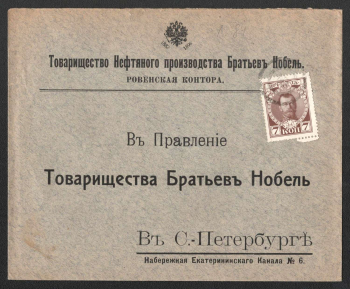 Товарищество Нефтяного производства Братьевъ Нобель.
РОВЕНСКАЯ КОНТОРА.
7 КОП 7
Въ Правленіе
Товарищества Братьевъ Нобель
Въ С.-Петербургѣ
Набережная Екатерининскаго Канала № 6.